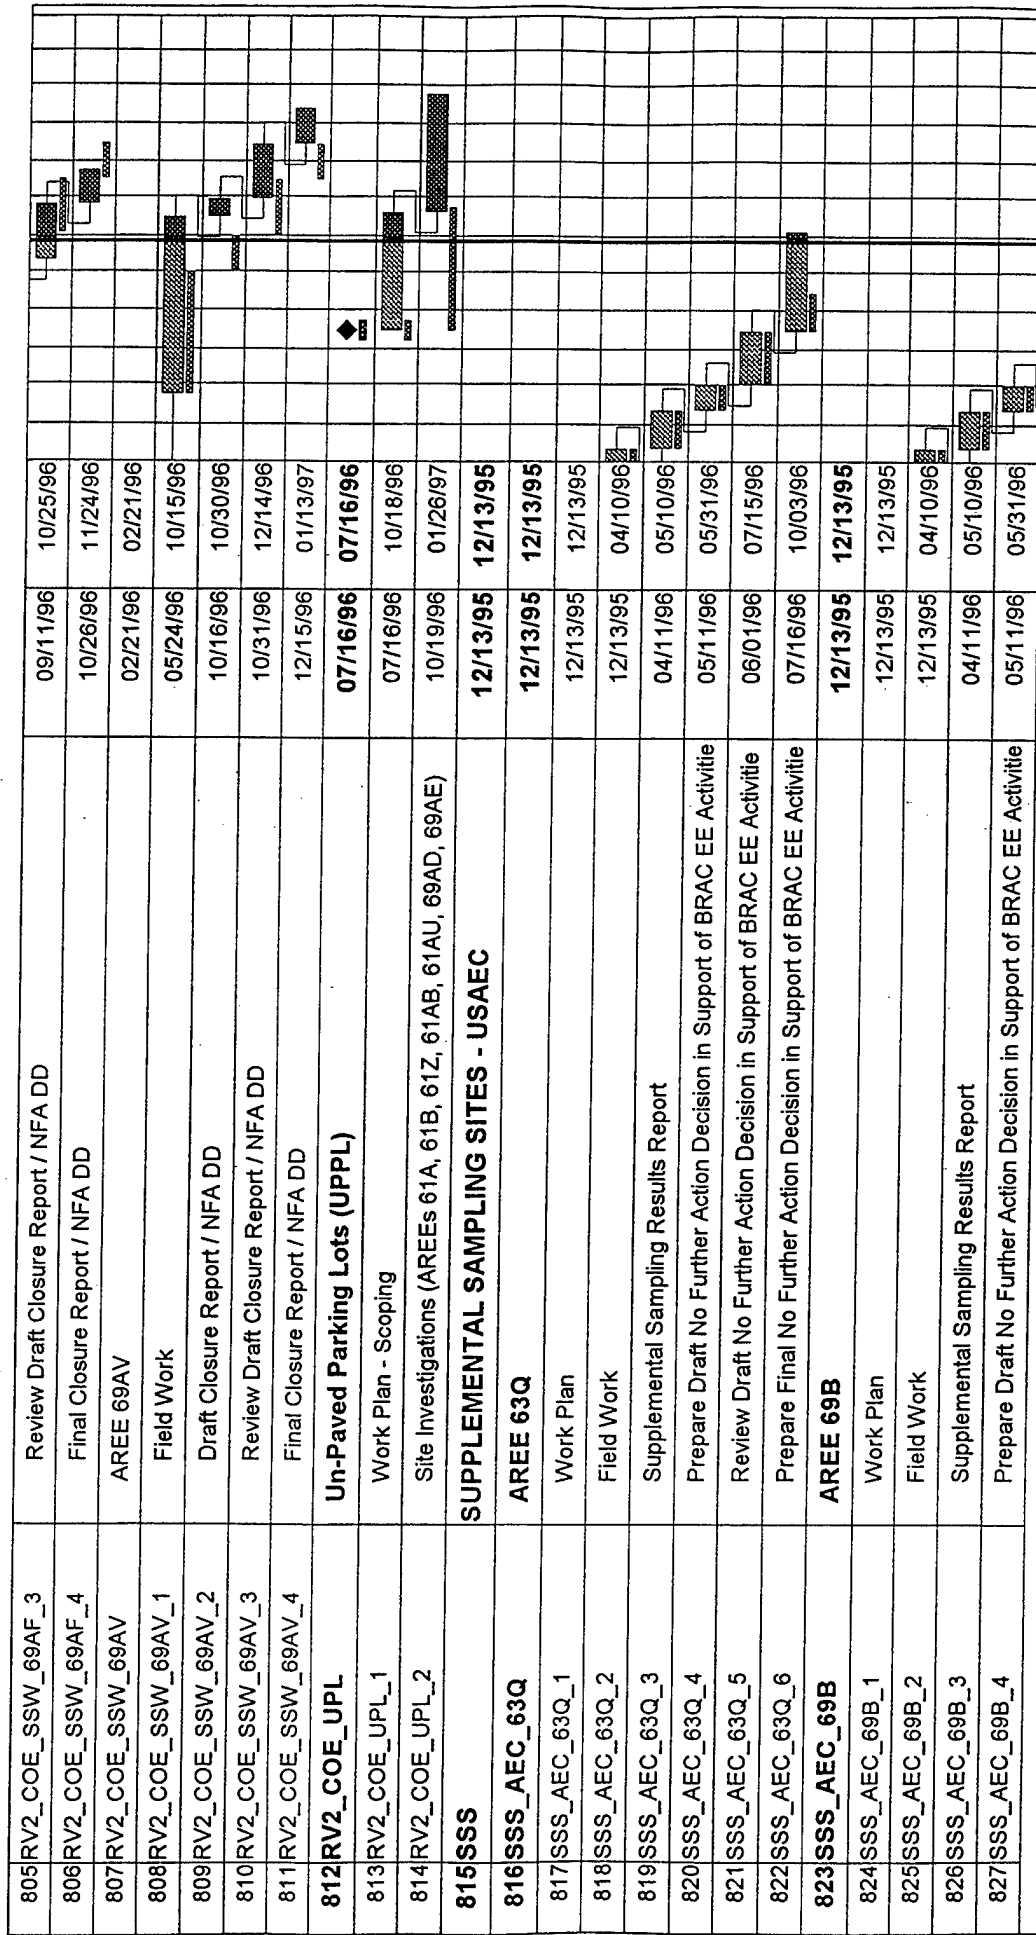 805 RV2_COE_SSW_69AF_3 Review Draft Closure Report / NFA DD 09/11/96 10/25/96
806 RV2_COE_SSW_69AF_4 Final Closure Report / NFA DD 10/26/96 11/24/96
807 RV2_COE_SSW_69AV AREE 69AV 02/21/96 02/21/96
808 RV2_COE_SSW_69AV_1 Field Work 05/24/96 10/15/96
809 RV2_COE_SSW_69AV_2 Draft Closure Report / NFA DD 10/16/96 10/30/96
810 RV2_COE_SSW_69AV_3 Review Draft Closure Report / NFA DD 10/31/96 12/14/96
811 RV2_COE_SSW_69AV_4 Final Closure Report / NFA DD 12/15/96 01/13/97
812 RV2_COE_UPL Un-Paved Parking Lots (UPPL) 07/16/96 07/16/96
813 RV2_COE_UPL_1 Work Plan - Scoping 07/16/96 10/18/96
814 RV2_COE_UPL_2 Site Investigations (AREEs 61A, 61B, 61Z, 61AB, 61AU, 69AD, 69AE) 10/19/96 01/26/97
815 SSS SUPPLEMENTAL SAMPLING SITES - USAEC 12/13/95 12/13/95
816 SSS_AEC_63Q AREE 63Q 12/13/95 12/13/95
817 SSS_AEC_63Q_1 Work Plan 12/13/95 12/13/95
818 SSS_AEC_63Q_2 Field Work 12/13/95 04/10/96
819 SSS_AEC_63Q_3 Supplemental Sampling Results Report 04/11/96 05/10/96
820 SSS_AEC_63Q_4 Prepare Draft No Further Action Decision in Support of BRAC EE Activitie 05/11/96 05/31/96
821 SSS_AEC_63Q_5 Review Draft No Further Action Decision in Support of BRAC EE Activitie 06/01/96 07/15/96
822 SSS_AEC_63Q_6 Prepare Final No Further Action Decision in Support of BRAC EE Activitie 07/16/96 10/03/96
823 SSS_AEC_69B AREE 69B 12/13/95 12/13/95
824 SSS_AEC_69B_1 Work Plan 12/13/95 12/13/95
825 SSS_AEC_69B_2 Field Work 12/13/95 04/10/96
826 SSS_AEC_69B_3 Supplemental Sampling Results Report 04/11/96 05/10/96
827 SSS_AEC_69B_4 Prepare Draft No Further Action Decision in Support of BRAC EE Activitie 05/11/96 05/31/96